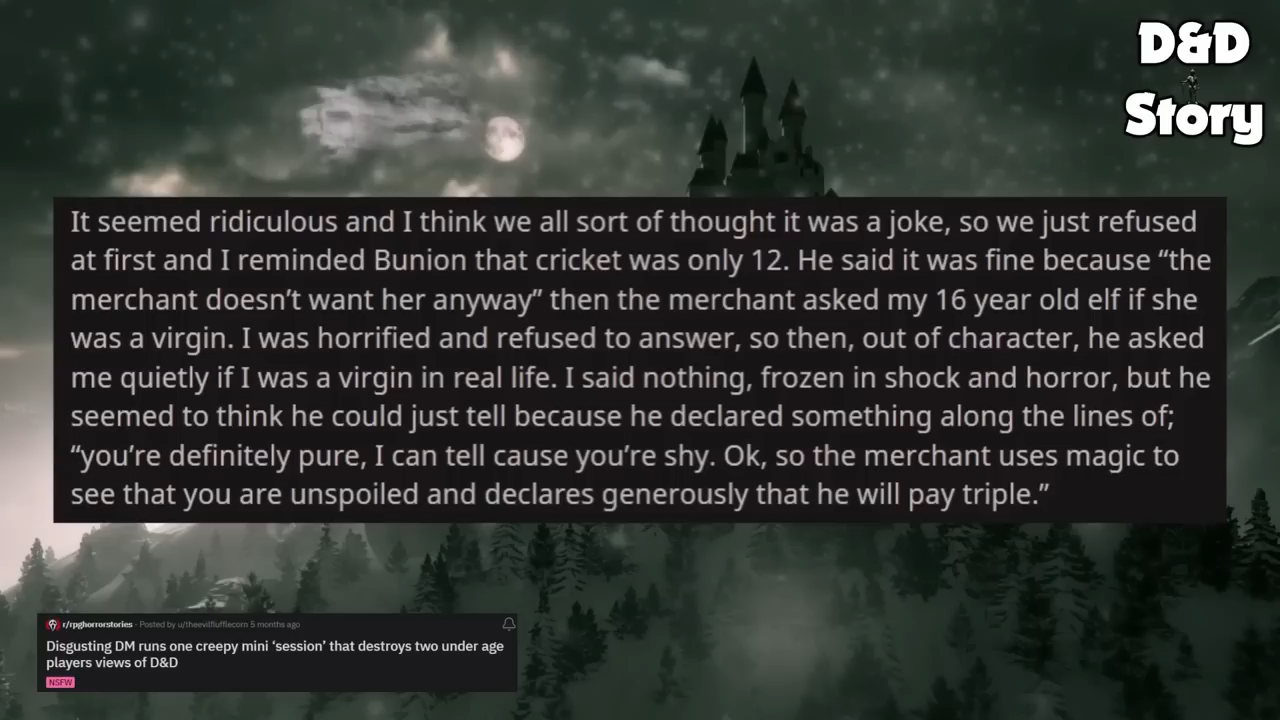 D&D
Story
It seemed ridiculous and I think we all sort of thought it was a joke, so we just refused
at first and I reminded Bunion that cricket was only 12. He said it was fine because “the
merchant doesn’t want her anyway” then the merchant asked my 16 year old elf if she
was a virgin. I was horrified and refused to answer, so then, out of character, he asked
me quietly if I was a virgin in real life. I said nothing, frozen in shock and horror, but he
seemed to think he could just tell because he declared something along the lines of;
“you’re definitely pure, I can tell cause you’re shy. Ok, so the merchant uses magic to
see that you are unspoiled and declares generously that he will pay triple.”
r/rpghorrorstories · Posted by u/theevilfluffiecorn 5 months ago
Disgusting DM runs one creepy mini ‘session’ that destroys two under age
players views of D&D
NSFW